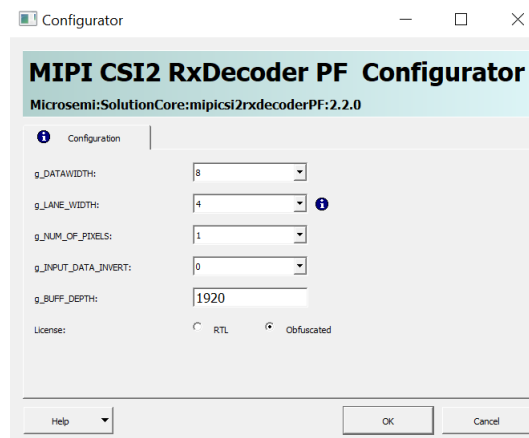 Configurator
MIPI CSI2 RxDecoder PF Configurator
Microsemi:SolutionCore:mipicsi2rxdecoderPF:2.2.0
Configuration
g_DATAWIDTH: 8
g_LANE_WIDTH: 4
g_NUM_OF_PIXELS: 1
g_INPUT_DATA_INVERT: 0
g_BUFF_DEPTH: 1920
License: RTL Obfuscated
Help OK Cancel